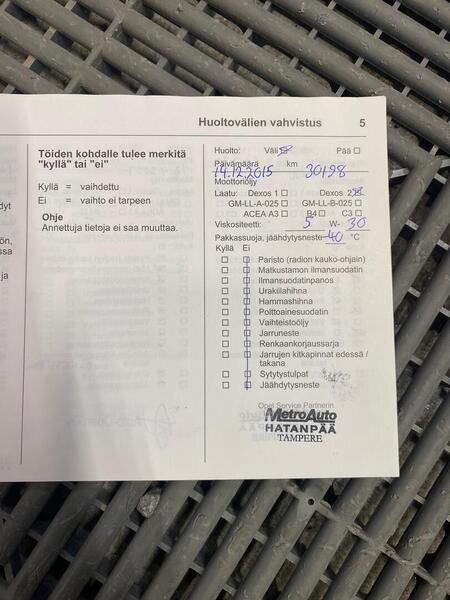 Huoltovälien vahvistus 5
Töiden kohdalle tulee merkitä
"kyllä" tai "ei"
Kyllä = vaihdettu
Ei = vaihto ei tarpeen
Ohje
Annettuja tietoja ei saa muuttaa.
Huolto: Väli Pää
Päivämäärä km
14.12.2015 30198
Moottoriöljy
Laatu: Dexos 1 Dexos 2
GM-LL-A-025 GM-LL-B-025
ACEA A3 B4 C3
Viskositeetti: 5 W- 30
Pakkassuoja, jäähdytysneste -40 °C
Kyllä Ei
Paristo (radion kauko-ohjain)
Matkustamon ilmansuodatin
Ilmansuodatinpanos
Urakiilahihna
Hammashihna
Polttoainesuodatin
Vaihteistoöljy
Jarruneste
Renkaankorjaussarja
Jarrujen kitkapinnat edessä /
takana
Sytytystulpat
Jäähdytysneste
Opel Service Partnerin
MetroAuto
HATANPÄÄ
TAMPERE